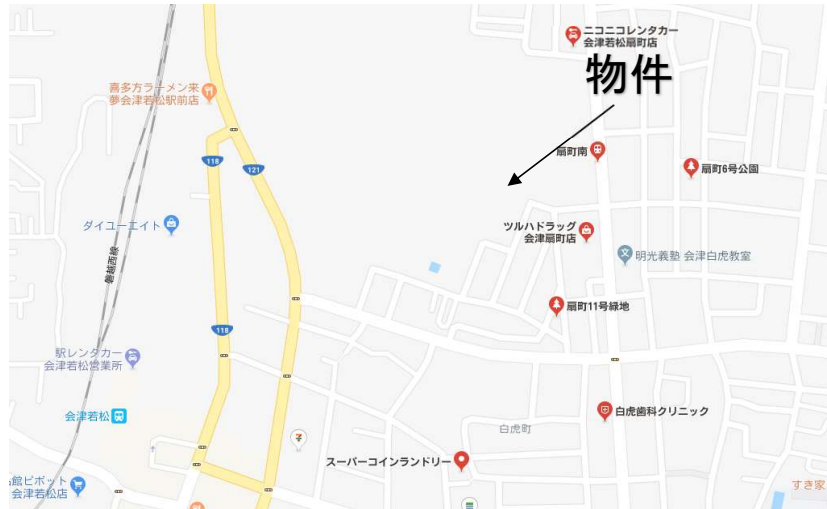 ニコニコレンタカー
会津若松扇町店
物件
喜多方ラーメン来
夢会津若松駅前店
118
121
扇町南
扇町6号公園
ダイユーエイト
ツルハドラッグ
会津扇町店
明光義塾 会津白虎教室
磐越西線
扇町11号緑地
118
駅レンタカー
会津若松営業所
会津若松
白虎歯科クリニック
白虎町
スーパーコインランドリー
館ピボット
会津若松店
すき家